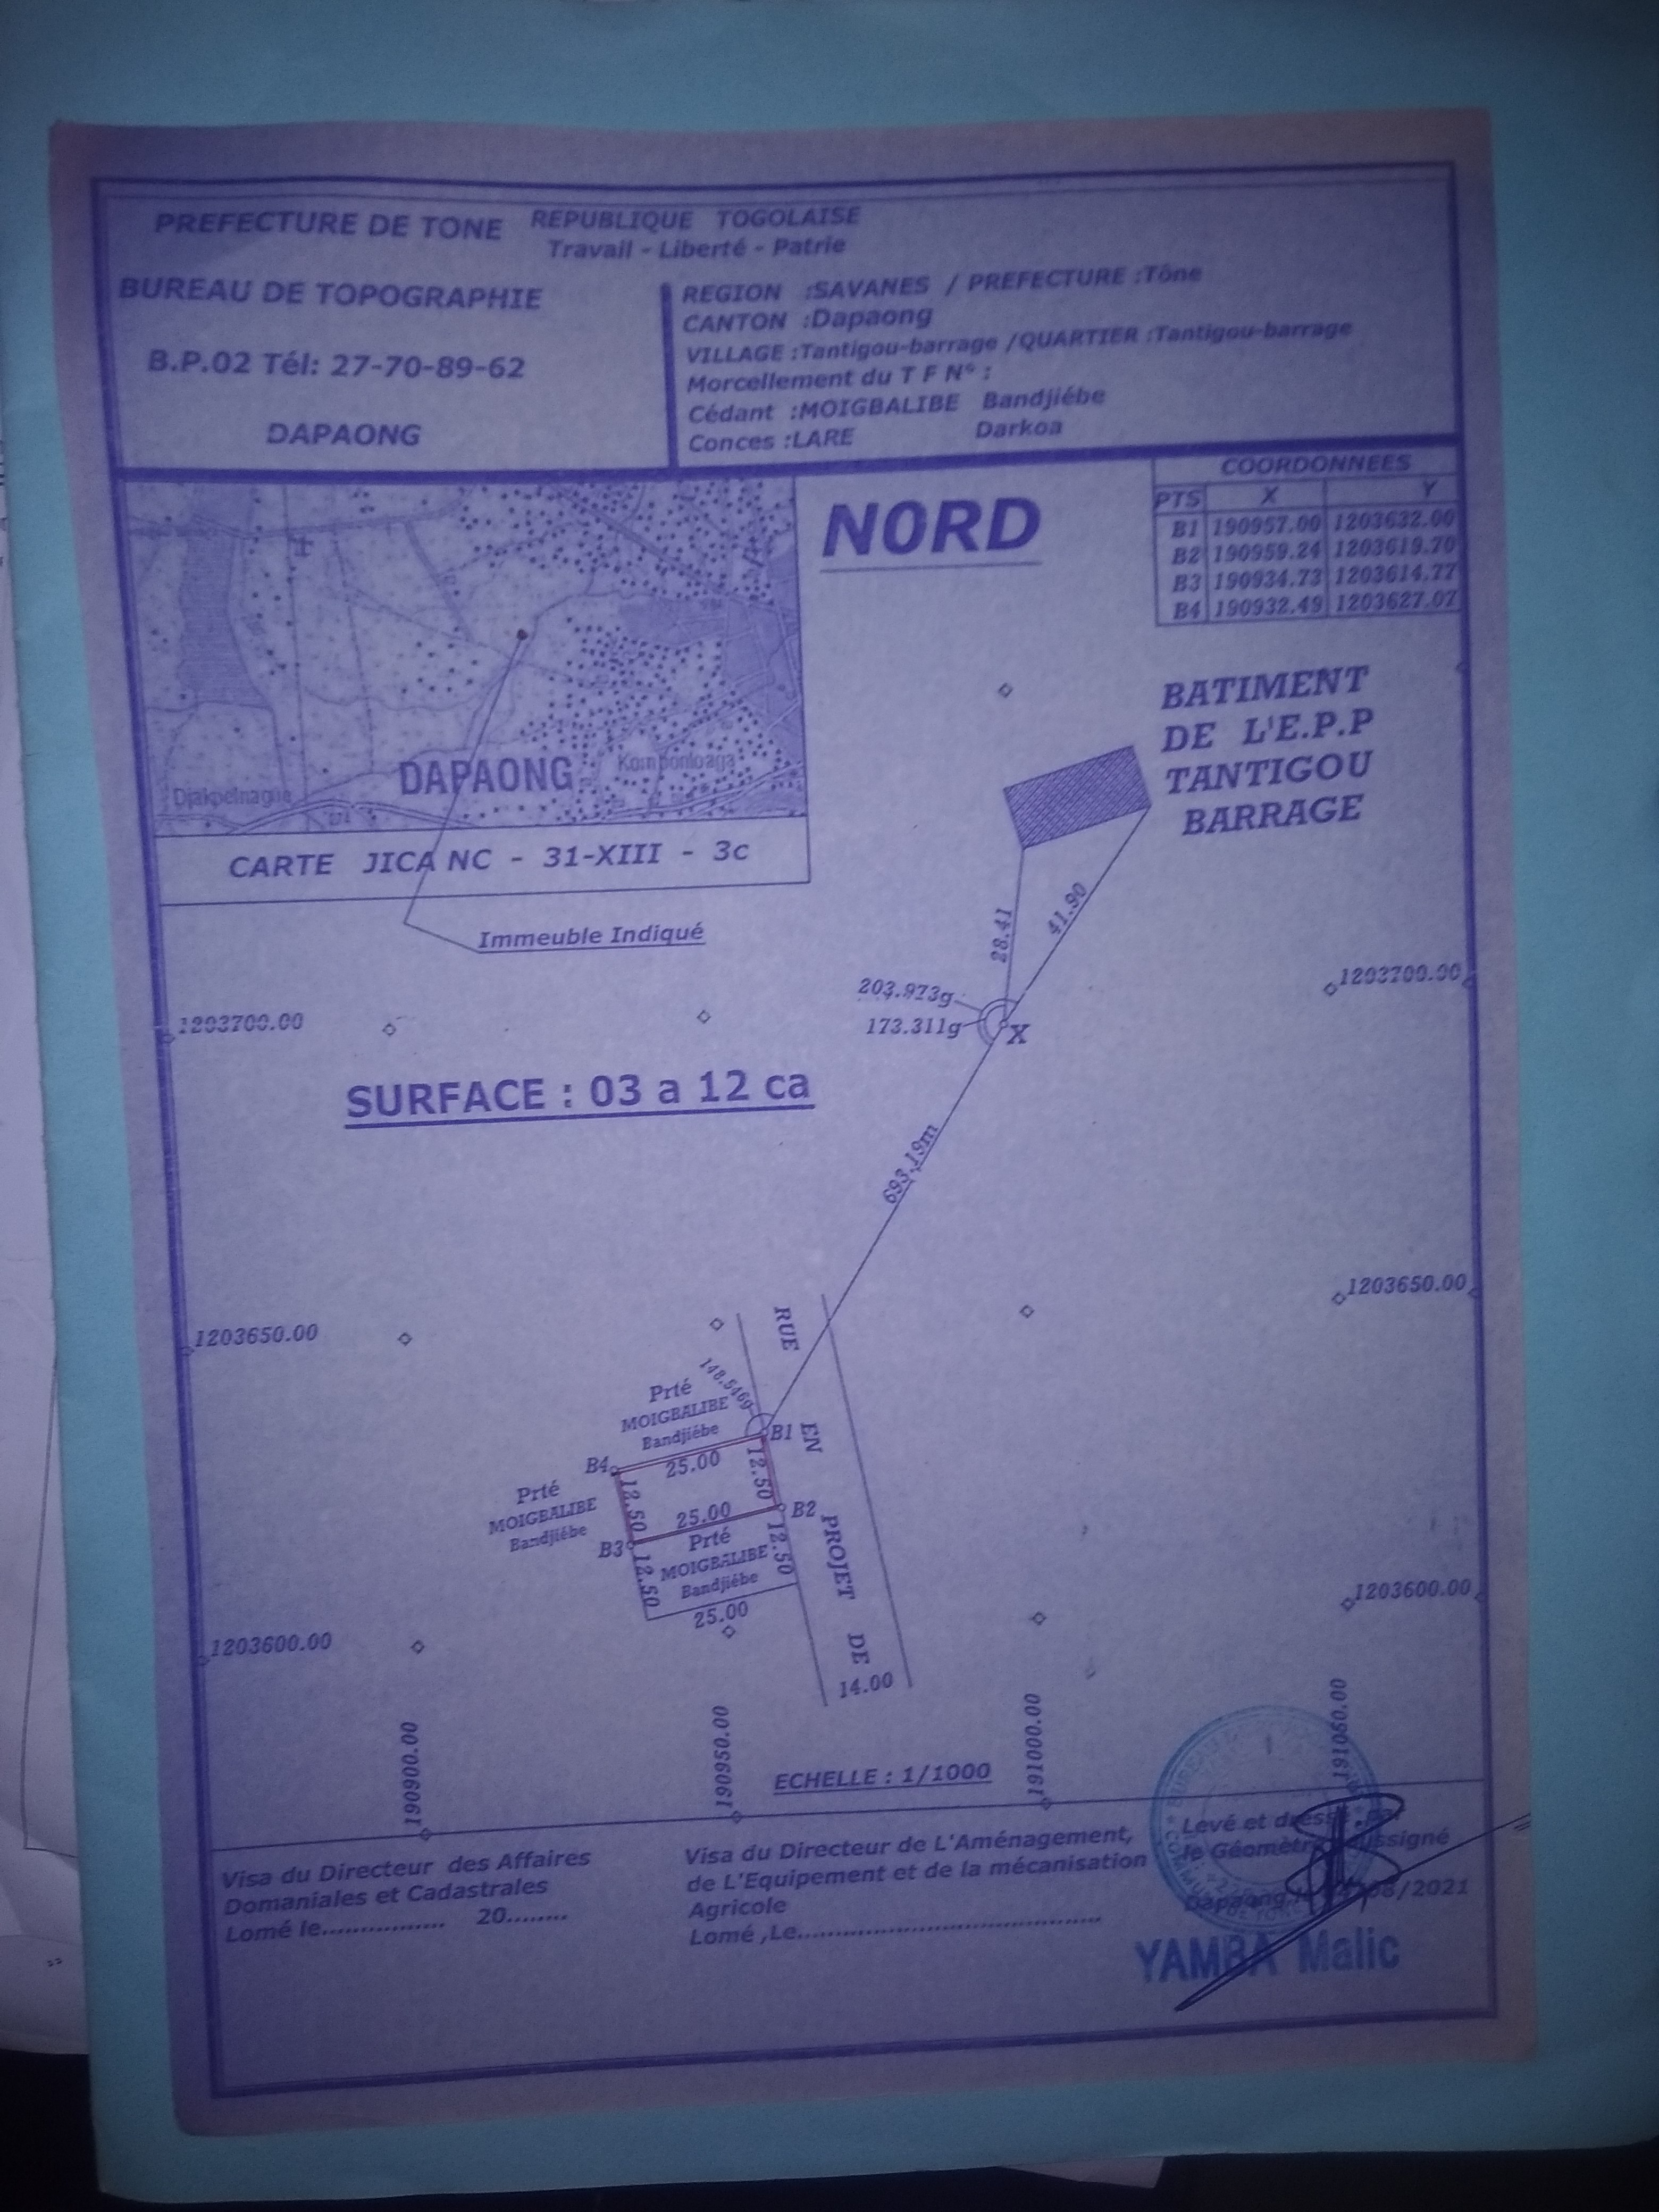 PREFECTURE DE TONE
REPUBLIQUE TOGOLAISE
Travail - Liberté - Patrie
BUREAU DE TOPOGRAPHIE
B.P.02 Tél: 27-70-89-62
DAPAONG
REGION :SAVANES / PREFECTURE :Tône
CANTON :Dapaong
VILLAGE :Tantigou-barrage /QUARTIER :Tantigou-barrage
Morcellement du T F N° :
Cédant :MOIGBALIBE Bandjiébe
Conces :LARE Darkoa
COORDONNEES
PTS X Y
B1 190957.00 1203632.00
B2 190959.24 1203619.70
B3 190934.73 1203614.77
B4 190932.49 1203627.07
NORD
DAPAONG
Djakpelnague
CARTE JICA NC - 31-XIII - 3c
Immeuble Indiqué
BATIMENT
DE L'E.P.P
TANTIGOU
BARRAGE
28.41
41.90
203.973g
173.311g
X
1203700.00
1203700.00
SURFACE : 03 a 12 ca
693.19m
1203650.00
1203650.00
RUE EN PROJET DE
14.00
148.546g
Prté
MOIGBALIBE
Bandjiébe
B1
B4
25.00
12.50
12.50
Prté
MOIGBALIBE
Bandjiébe
25.00
B2
B3
Prté
MOIGBALIBE
Bandjiébe
12.50
12.50
25.00
1203600.00
1203600.00
190900.00
190950.00
191000.00
191050.00
ECHELLE : 1/1000
Visa du Directeur des Affaires
Domaniales et Cadastrales
Lomé le................ 20........
Visa du Directeur de L'Aménagement,
de L'Equipement et de la mécanisation
Agricole
Lomé ,Le......................................
Levé et dressé par
le Géomètre soussigné
Dapaong le /2021
YAMBA Malic